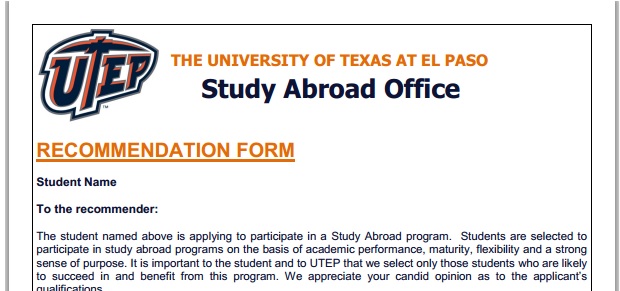 UTEP
TM
THE UNIVERSITY OF TEXAS AT EL PASO
Study Abroad Office
RECOMMENDATION FORM
Student Name
To the recommender:
The student named above is applying to participate in a Study Abroad program. Students are selected to
participate in study abroad programs on the basis of academic performance, maturity, flexibility and a strong
sense of purpose. It is important to the student and to UTEP that we select only those students who are likely
to succeed in and benefit from this program. We appreciate your candid opinion as to the applicant's
qualifications